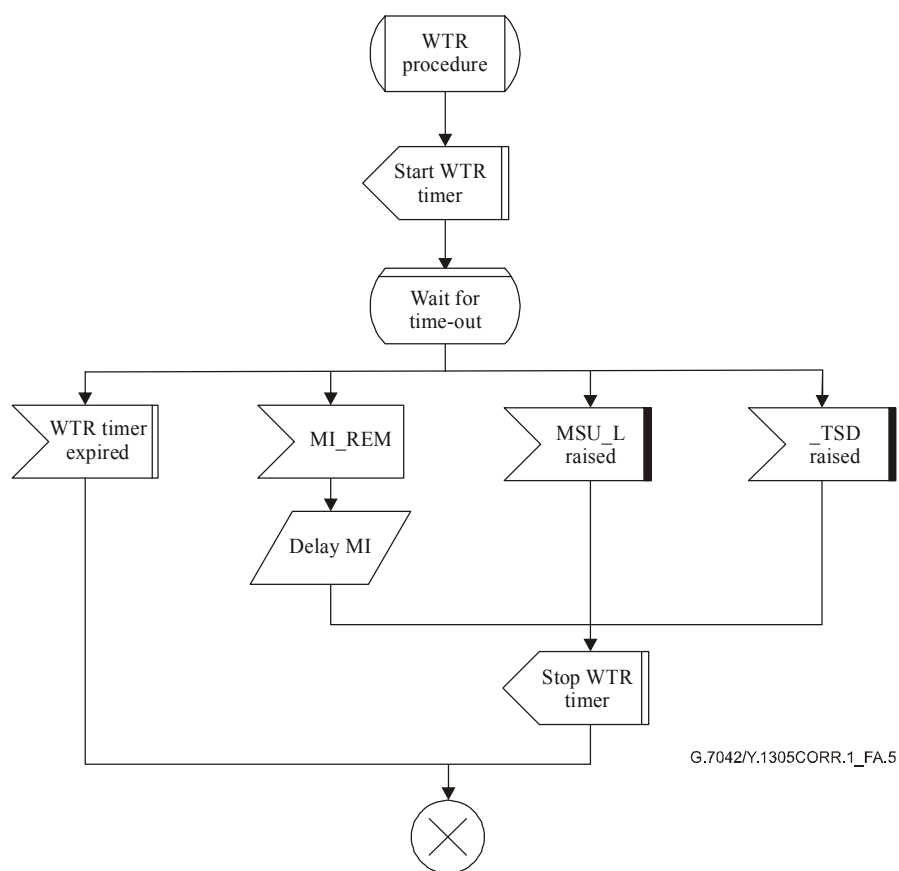 WTR
procedure
Start WTR
timer
Wait for
time-out
WTR timer
expired
MI_REM
MSU_L
raised
_TSD
raised
Delay MI
Stop WTR
timer
G.7042/Y.1305CORR.1_FA.5